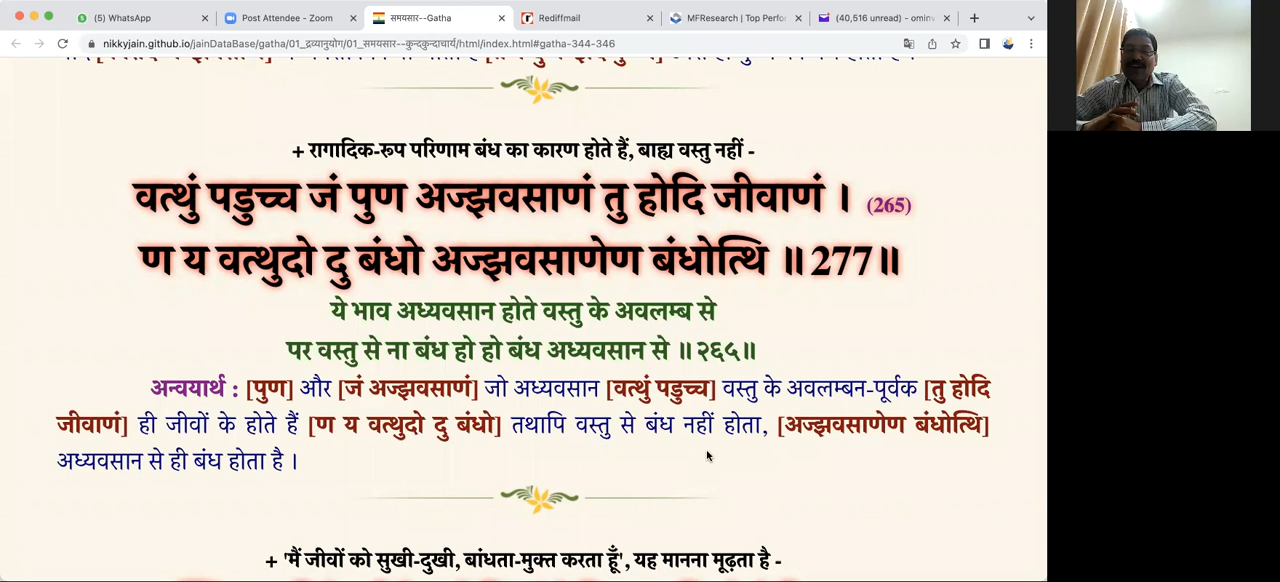 (5) WhatsApp
Post Attendee - Zoom
समयसार--Gatha
Rediffmail
MFResearch | Top Perfor
(40,516 unread) - ominv
nikkyjain.github.io/jainDataBase/gatha/01_द्रव्यानुयोग/01_समयसार--कुन्दकुन्दाचार्य/html/index.html#gatha-344-346
+ रागादिक-रूप परिणाम बंध का कारण होते हैं, बाह्य वस्तु नहीं -
वत्थुं पडुच्च जं पुण अज्झवसाणं तु होदि जीवाणं । (265)
ण य वत्थुदो दु बंधो अज्झवसाणेण बंधोत्थि ॥277॥
ये भाव अध्यवसान होते वस्तु के अवलम्ब से
पर वस्तु से ना बंध हो हो बंध अध्यवसान से ॥२६५॥
अन्वयार्थ : [पुण] और [जं अज्झवसाणं] जो अध्यवसान [वत्थुं पडुच्च] वस्तु के अवलम्बन-पूर्वक [तु होदि
जीवाणं] ही जीवों के होते हैं [ण य वत्थुदो दु बंधो] तथापि वस्तु से बंध नहीं होता, [अज्झवसाणेण बंधोत्थि]
अध्यवसान से ही बंध होता है ।
+ 'मैं जीवों को सुखी-दुखी, बांधता-मुक्त करता हूँ', यह मानना मूढ़ता है -